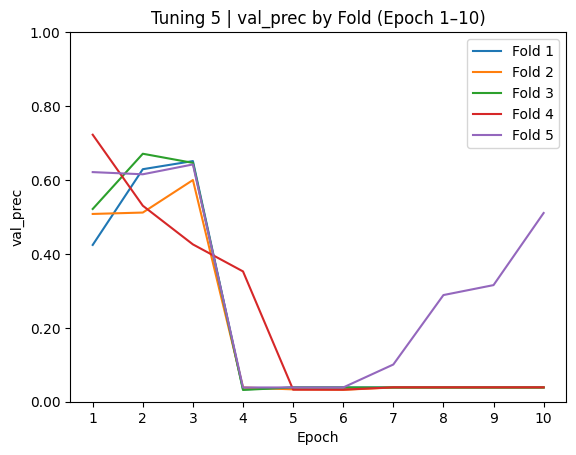 Tuning 5 | val_prec by Fold (Epoch 1–10)
1.00
0.80
0.60
0.40
0.20
0.00
val_prec
Fold 1
Fold 2
Fold 3
Fold 4
Fold 5
1 2 3 4 5 6 7 8 9 10
Epoch